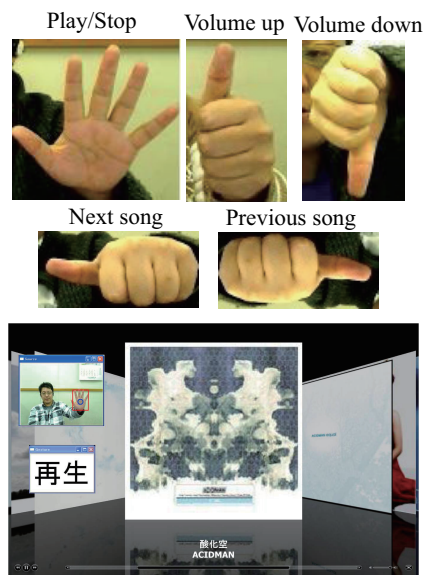 Play/Stop
Volume up
Volume down
Next song
Previous song
再生
酸化空
ACIDMAN